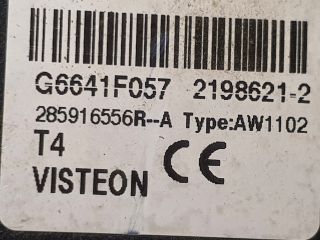 G6641F057 2198621-2
285916556R--A Type:AW1102
T4 CE
VISTEON